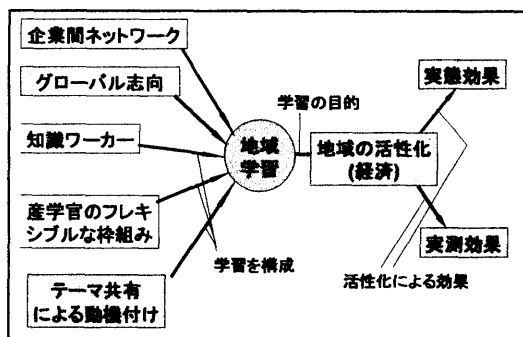 企業間ネットワーク
グローバル志向
知識ワーカー
産学官のフレキ
シブルな枠組み
テーマ共有
による動機付け
地域
学習
学習を構成
学習の目的
地域の活性化
(経済)
実態効果
実測効果
活性化による効果